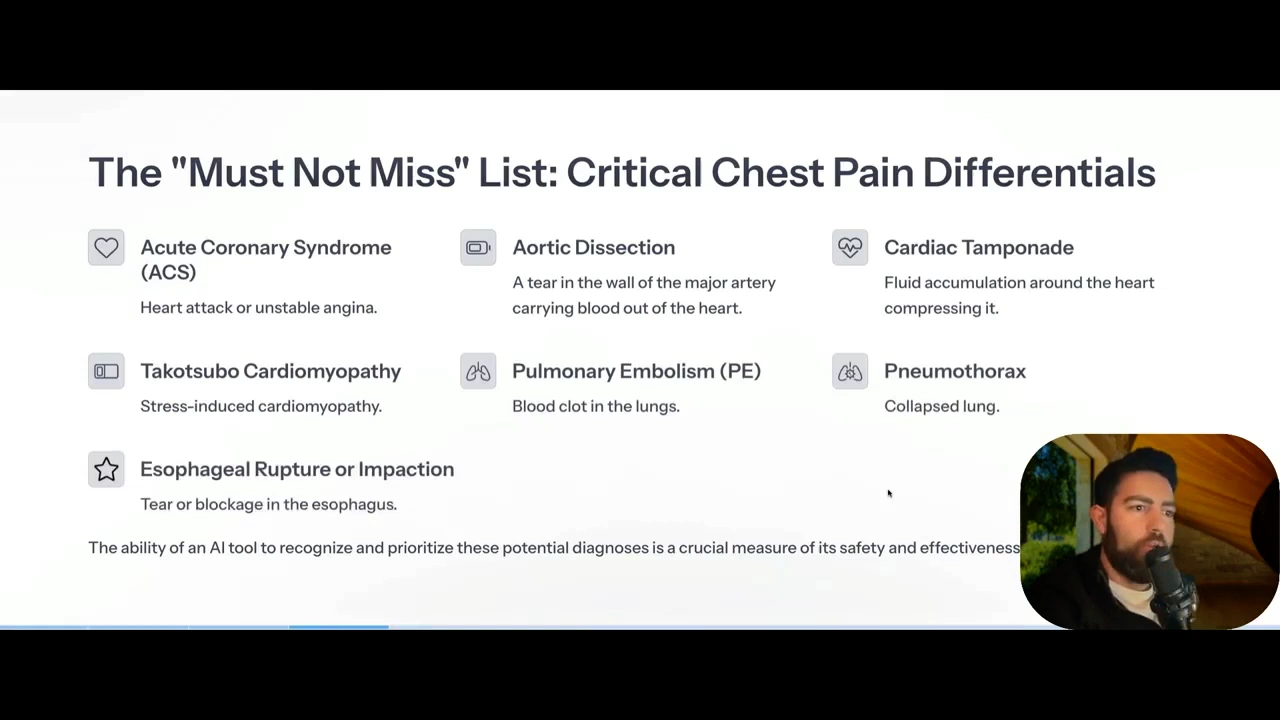 The "Must Not Miss" List: Critical Chest Pain Differentials
Acute Coronary Syndrome
(ACS)
Heart attack or unstable angina.
Aortic Dissection
A tear in the wall of the major artery
carrying blood out of the heart.
Cardiac Tamponade
Fluid accumulation around the heart
compressing it.
Takotsubo Cardiomyopathy
Stress-induced cardiomyopathy.
Pulmonary Embolism (PE)
Blood clot in the lungs.
Pneumothorax
Collapsed lung.
Esophageal Rupture or Impaction
Tear or blockage in the esophagus.
The ability of an AI tool to recognize and prioritize these potential diagnoses is a crucial measure of its safety and effectiveness